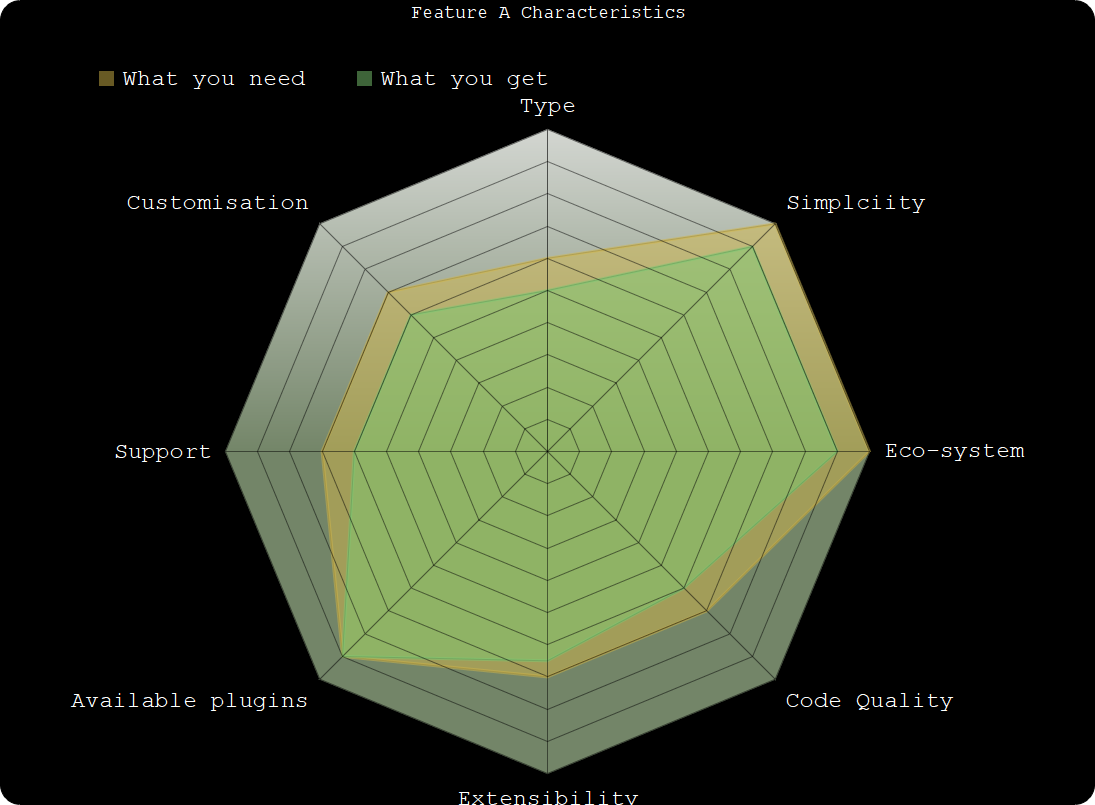 Feature A Characteristics
What you need
What you get
Type
Customisation
Simplciity
Support
Eco-system
Available plugins
Code Quality
Extensibility